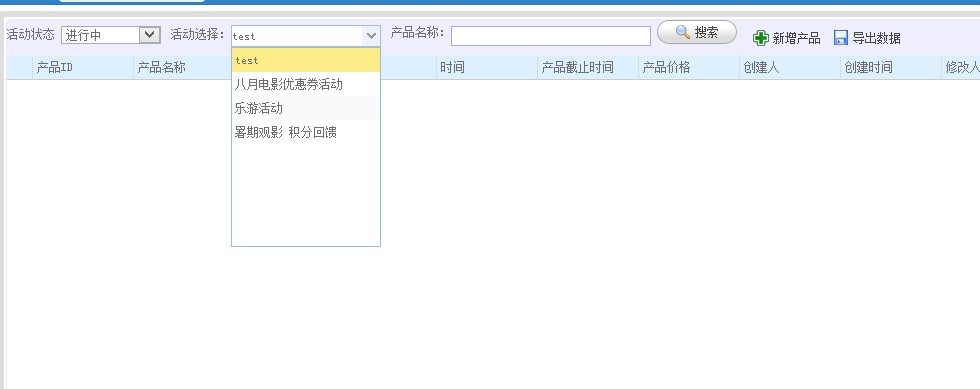 活动状态 进行中 活动选择: test 产品名称: 搜索 新增产品 导出数据
产品ID 产品名称 时间 产品截止时间 产品价格 创建人 创建时间 修改人
test
八月电影优惠券活动
乐游活动
署期观影 积分回馈